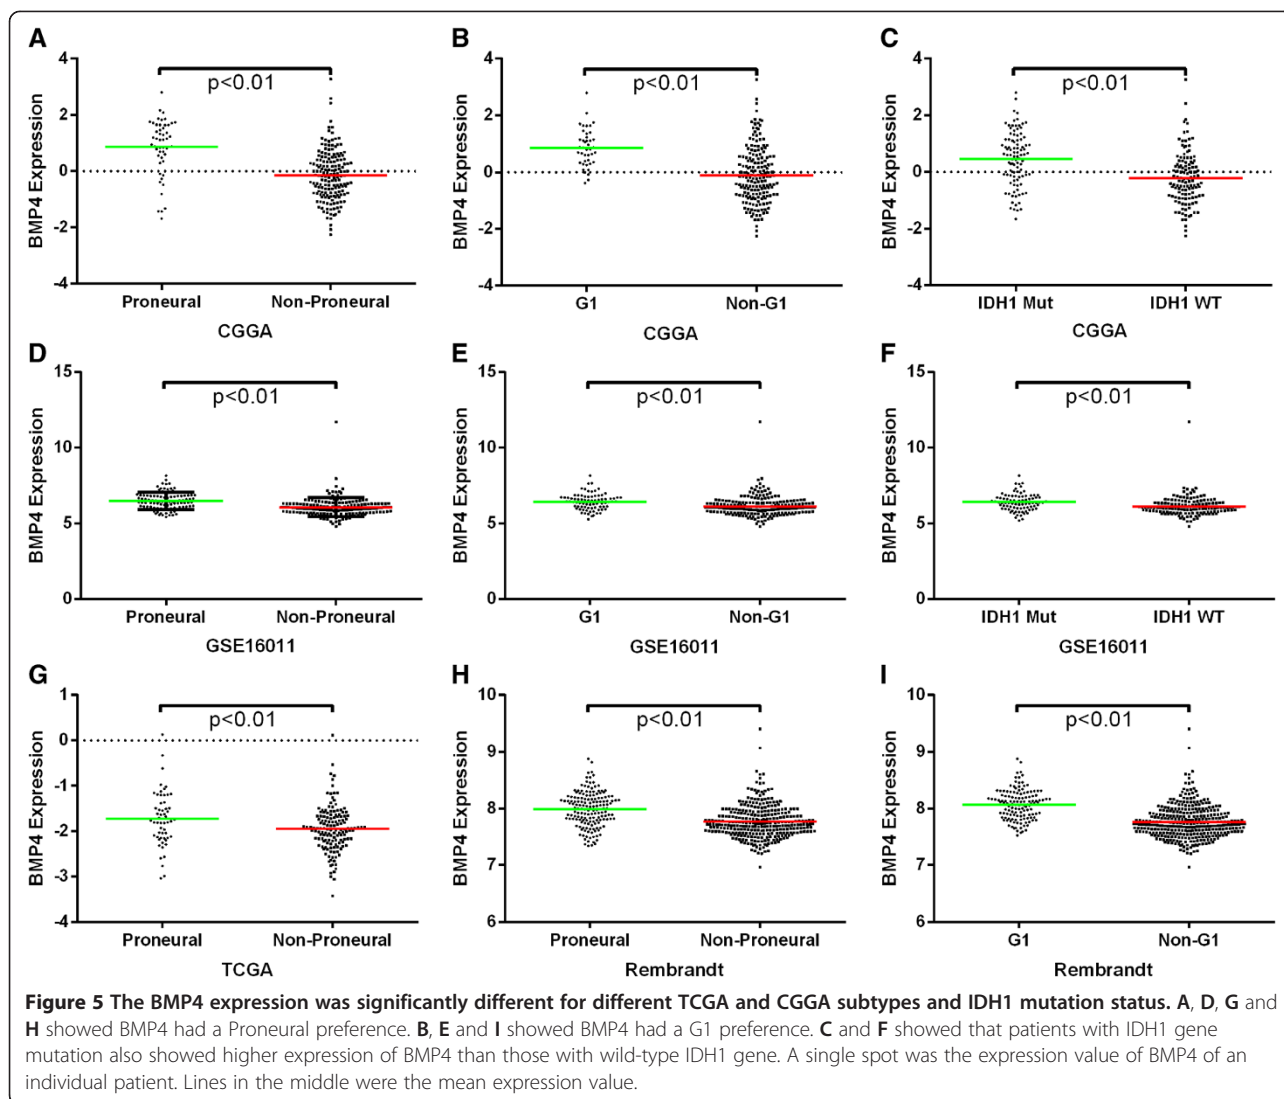 A
B
C
4
2
0
-2
-4
BMP4 Expression
p<0.01
Proneural
Non-Proneural
CGGA
4
2
0
-2
-4
BMP4 Expression
p<0.01
G1
Non-G1
CGGA
4
2
0
-2
-4
BMP4 Expression
p<0.01
IDH1 Mut
IDH1 WT
CGGA
D
E
F
15
10
5
0
BMP4 Expression
p<0.01
Proneural
Non-Proneural
GSE16011
15
10
5
0
BMP4 Expression
p<0.01
G1
Non-G1
GSE16011
15
10
5
0
BMP4 Expression
p<0.01
IDH1 Mut
IDH1 WT
GSE16011
G
H
I
1
0
-1
-2
-3
-4
BMP4 Expression
p<0.01
Proneural
Non-Proneural
TCGA
10
9
8
7
6
BMP4 Expression
p<0.01
Proneural
Non-Proneural
Rembrandt
10
9
8
7
6
BMP4 Expression
p<0.01
G1
Non-G1
Rembrandt
Figure 5 The BMP4 expression was significantly different for different TCGA and CGGA subtypes and IDH1 mutation status. A, D, G and
H showed BMP4 had a Proneural preference. B, E and I showed BMP4 had a G1 preference. C and F showed that patients with IDH1 gene
mutation also showed higher expression of BMP4 than those with wild-type IDH1 gene. A single spot was the expression value of BMP4 of an
individual patient. Lines in the middle were the mean expression value.